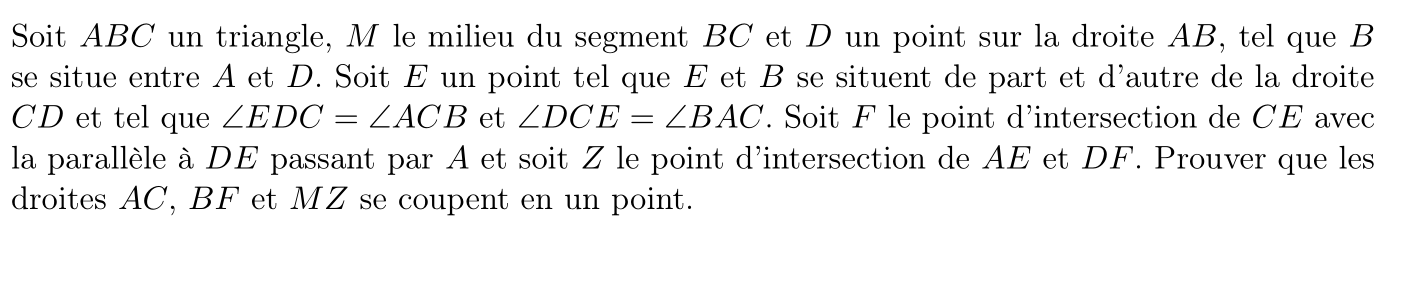 Soit ABC un triangle, M le milieu du segment BC et D un point sur la droite AB, tel que B
se situe entre A et D. Soit E un point tel que E et B se situent de part et d'autre de la droite
CD et tel que ∠EDC = ∠ACB et ∠DCE = ∠BAC. Soit F le point d'intersection de CE avec
la parallèle à DE passant par A et soit Z le point d'intersection de AE et DF. Prouver que les
droites AC, BF et MZ se coupent en un point.